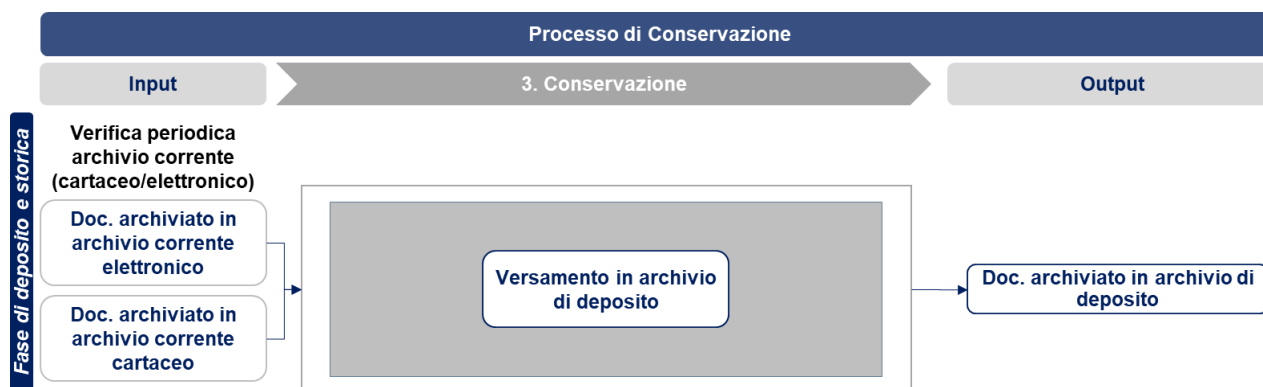 Processo di Conservazione
Input
3. Conservazione
Output
Fase di deposito e storica
Verifica periodica
archivio corrente
(cartaceo/elettronico)
Doc. archiviato in
archivio corrente
elettronico
Doc. archiviato in
archivio corrente
cartaceo
Versamento in archivio
di deposito
Doc. archiviato in archivio di
deposito